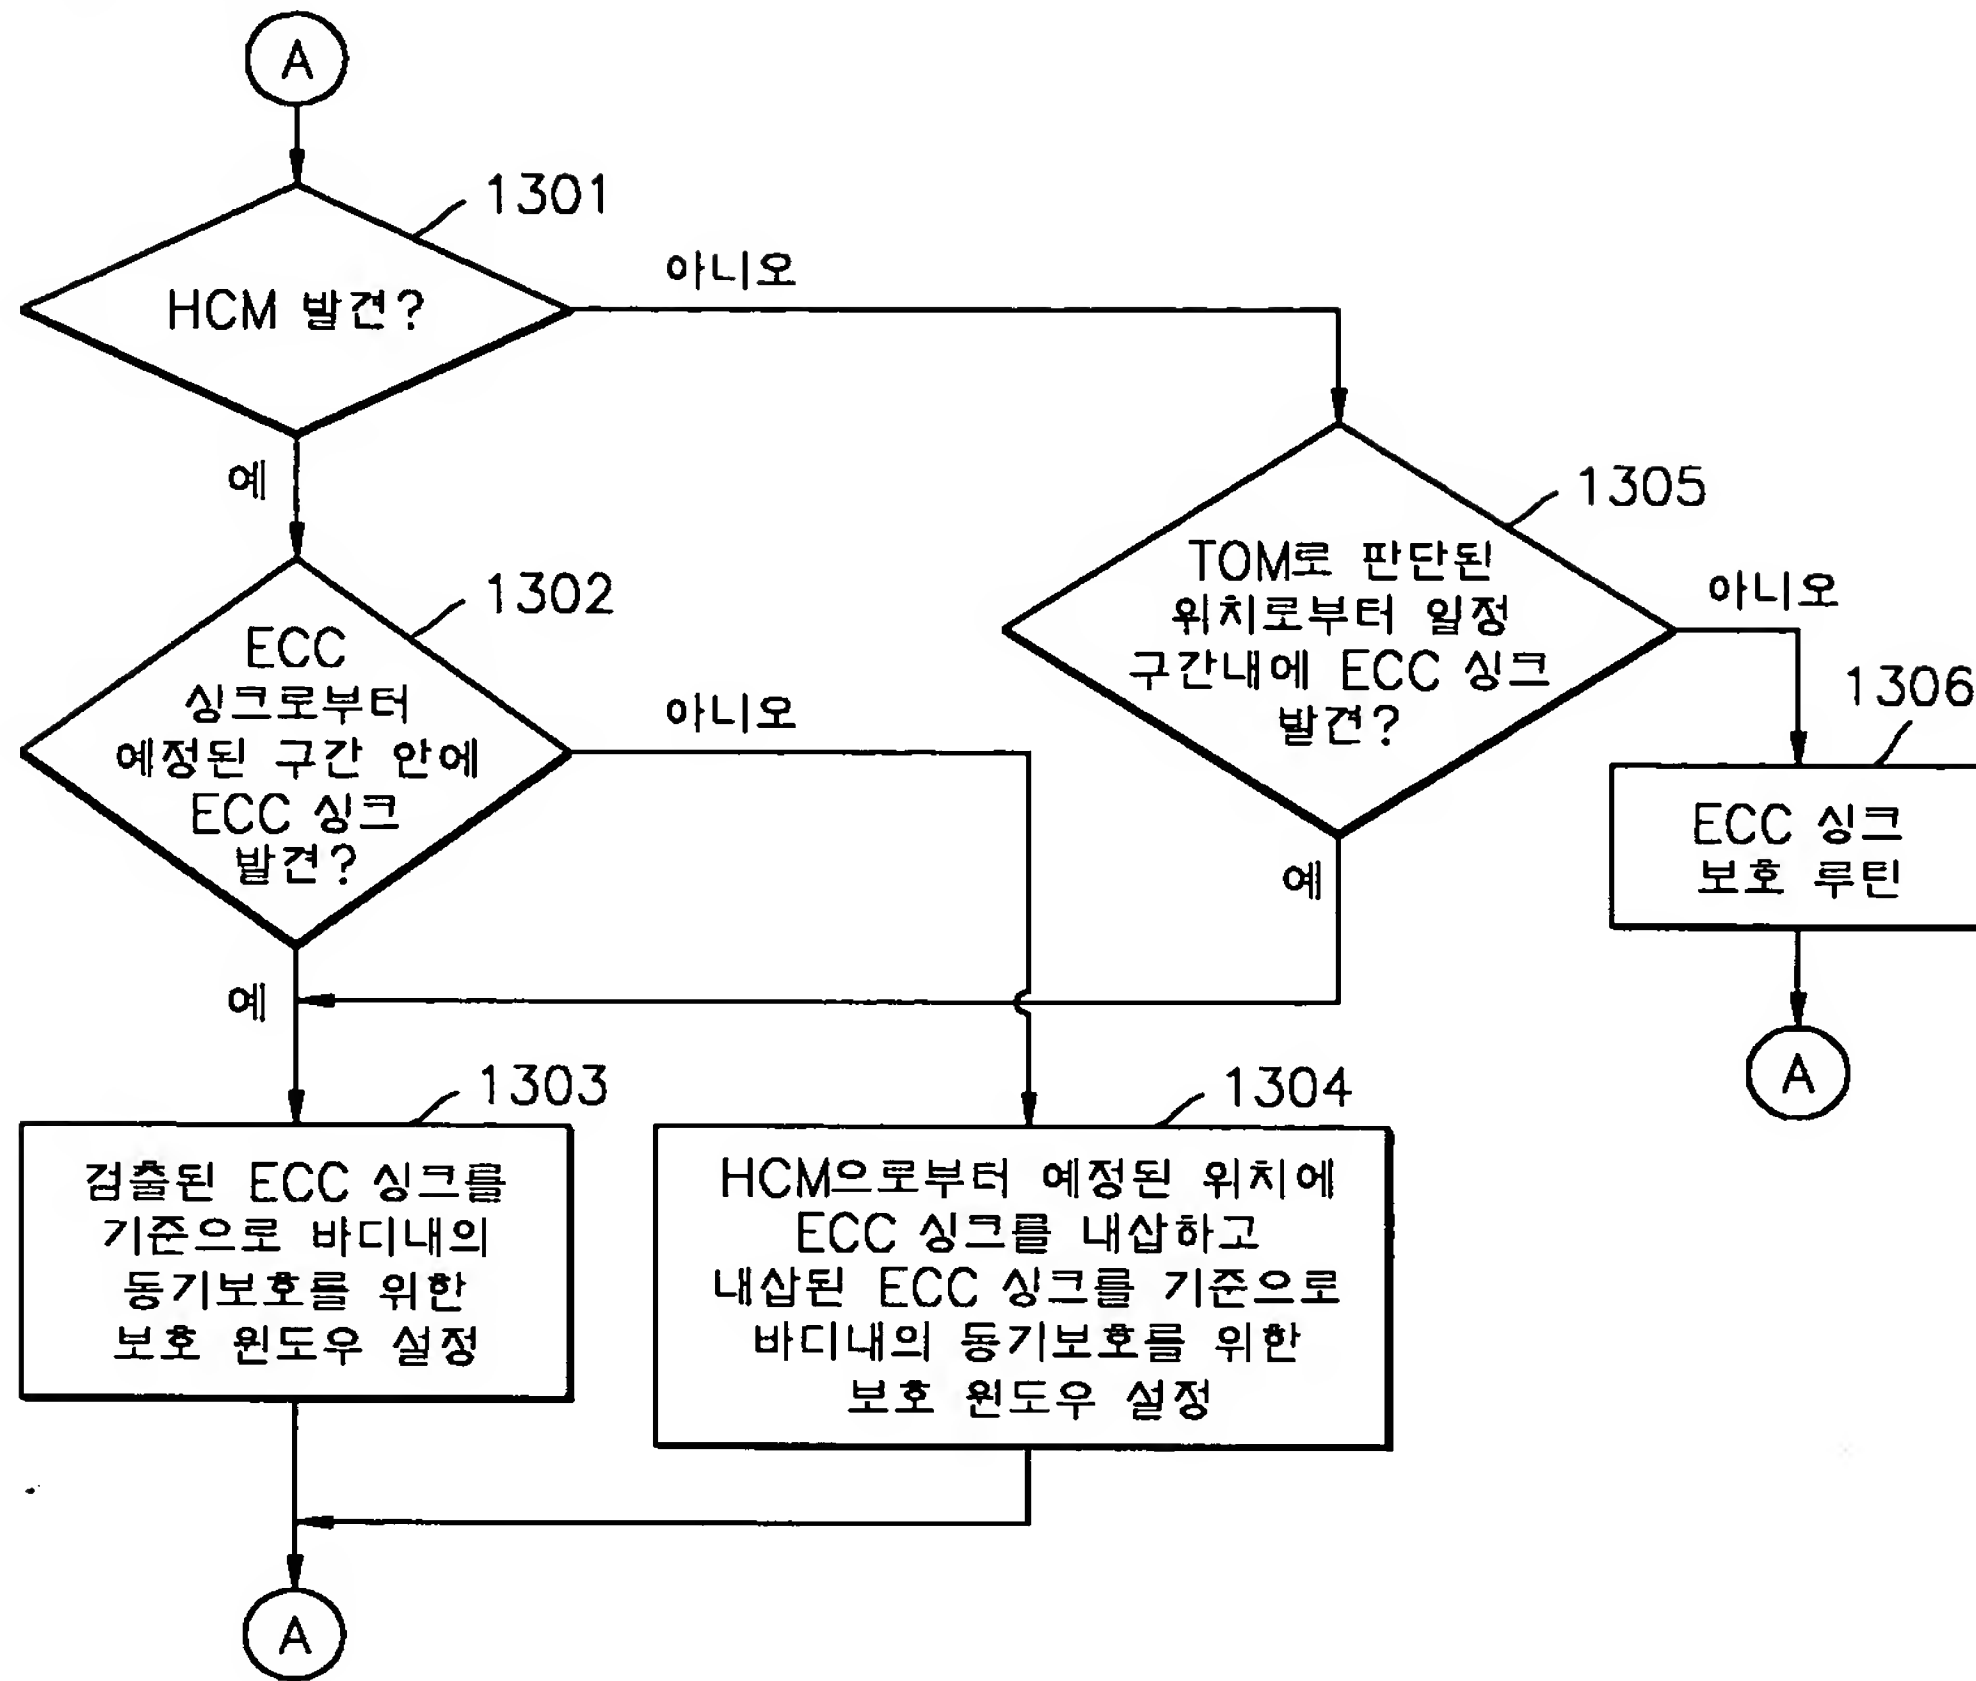 A
1301
HCM 발견?
아니오
예
1302
ECC
싱크로부터
예정된 구간 안에
ECC 싱크
발견?
아니오
예
1305
TOM로 판단된
위치로부터 일정
구간내에 ECC 싱크
발견?
아니오
예
1306
ECC 싱크
보호 루틴
A
1303
검출된 ECC 싱크를
기준으로 바디내의
동기보호를 위한
보호 윈도우 설정
1304
HCM으로부터 예정된 위치에
ECC 싱크를 내삽하고
내삽된 ECC 싱크를 기준으로
바디내의 동기보호를 위한
보호 윈도우 설정
A